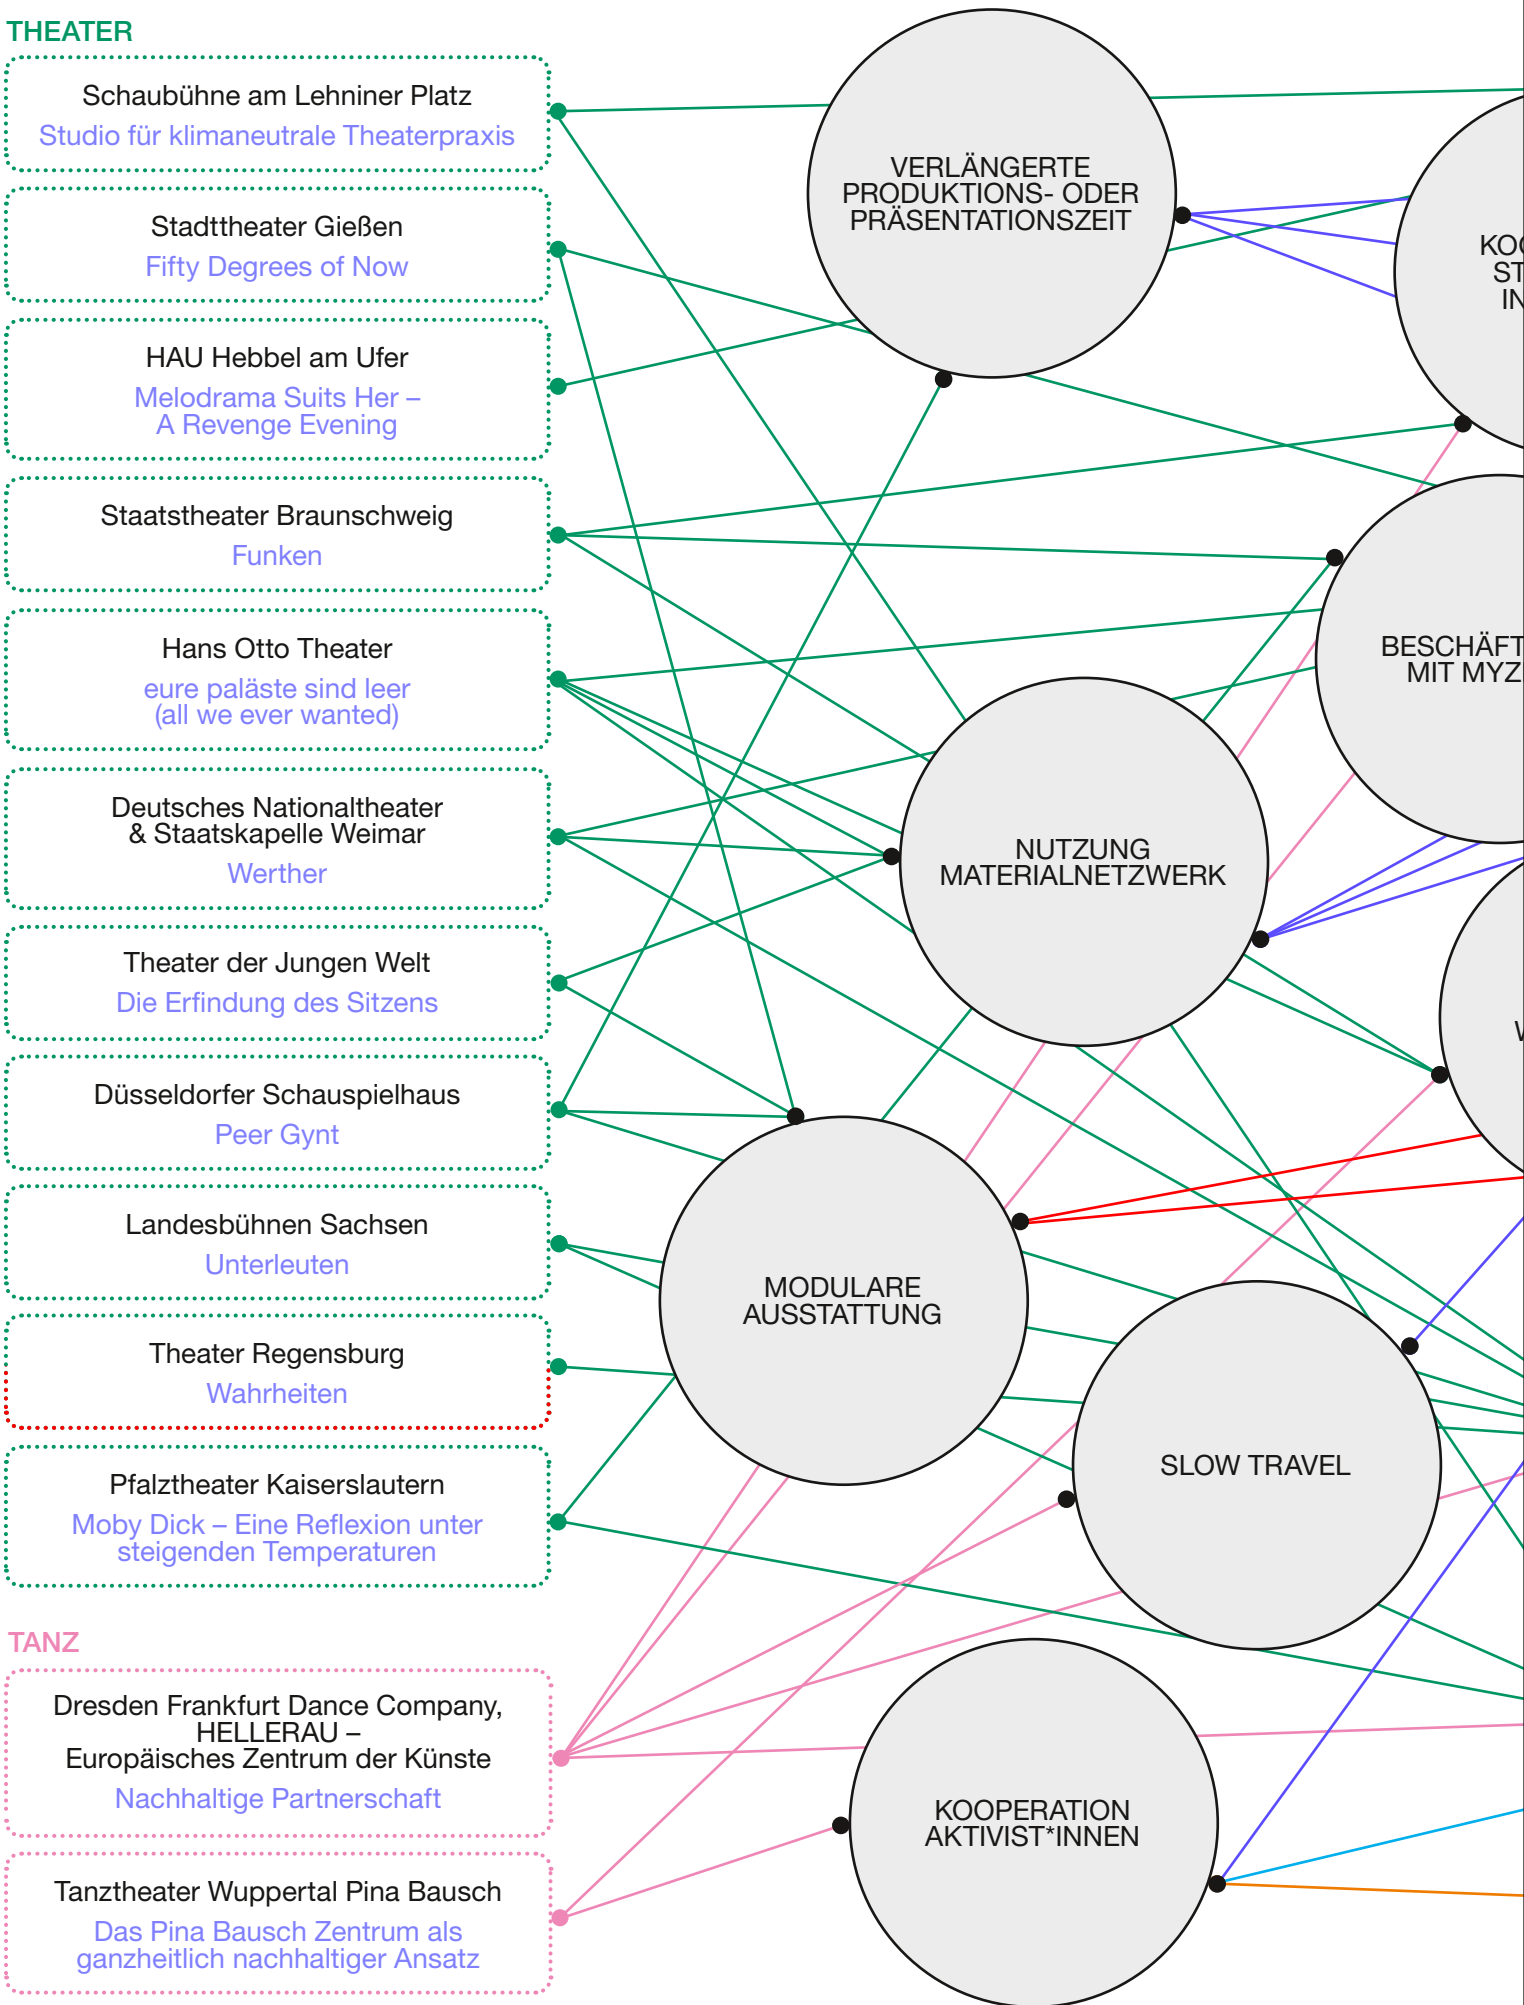 THEATER
Schaubühne am Lehniner Platz
Studio für klimaneutrale Theaterpraxis
Stadttheater Gießen
Fifty Degrees of Now
HAU Hebbel am Ufer
Melodrama Suits Her –
A Revenge Evening
Staatstheater Braunschweig
Funken
Hans Otto Theater
eure paläste sind leer
(all we ever wanted)
Deutsches Nationaltheater
& Staatskapelle Weimar
Werther
Theater der Jungen Welt
Die Erfindung des Sitzens
Düsseldorfer Schauspielhaus
Peer Gynt
Landesbühnen Sachsen
Unterleuten
Theater Regensburg
Wahrheiten
Pfalztheater Kaiserslautern
Moby Dick – Eine Reflexion unter
steigenden Temperaturen
TANZ
Dresden Frankfurt Dance Company,
HELLERAU –
Europäisches Zentrum der Künste
Nachhaltige Partnerschaft
Tanztheater Wuppertal Pina Bausch
Das Pina Bausch Zentrum als
ganzheitlich nachhaltiger Ansatz
VERLÄNGERTE
PRODUKTIONS- ODER
PRÄSENTATIONSZEIT
ST
IN
BESCHÄFT
MIT MYZ
NUTZUNG
MATERIALNETZWERK
MODULARE
AUSSTATTUNG
SLOW TRAVEL
KOOPERATION
AKTIVIST*INNEN